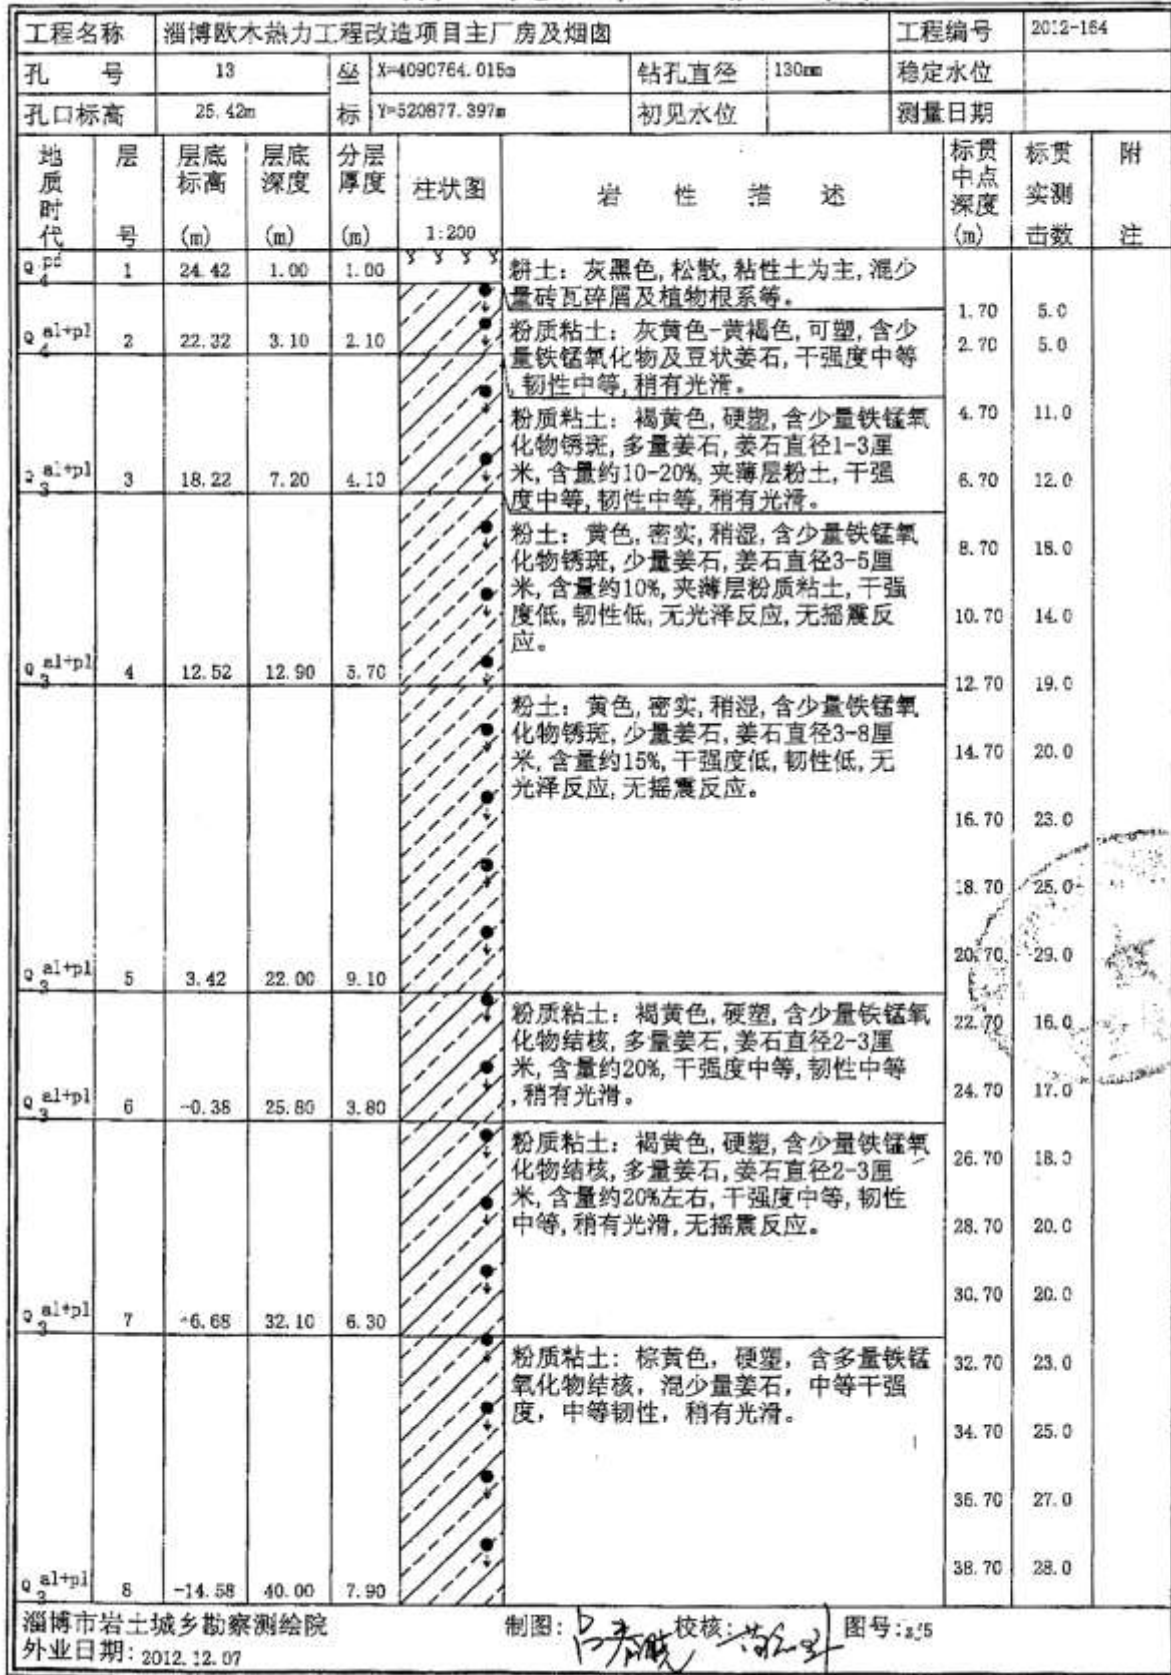 工程名称 淄博欧木热力工程改造项目主厂房及烟囱 工程编号 2012-164
孔 号 13 坐 X=4090764.015m 钻孔直径 130mm 稳定水位
孔口标高 25.42m 标 Y=520877.397m 初见水位 测量日期
地质时代 层号 层底标高(m) 层底深度(m) 分层厚度(m) 柱状图 1:200 岩 性 描 述 标贯中点深度(m) 标贯实测击数 附注
Q4 pd 1 24.42 1.00 1.00
耕土：灰黑色,松散,粘性土为主,混少
量砖瓦碎屑及植物根系等。
1.70 5.0
Q4 al+pl 2 22.32 3.10 2.10
粉质粘土：灰黄色-黄褐色,可塑,含少
量铁锰氧化物及豆状姜石,干强度中等
,韧性中等,稍有光滑。
2.70 5.0
Q3 al+pl 3 18.22 7.20 4.10
粉质粘土：褐黄色,硬塑,含少量铁锰氧
化物锈斑,多量姜石,姜石直径1-3厘
米,含量约10-20%,夹薄层粉土,干强
度中等,韧性中等,稍有光滑。
4.70 11.0
6.70 12.0
Q3 al+pl 4 12.52 12.90 5.70
粉土：黄色,密实,稍湿,含少量铁锰氧
化物锈斑,少量姜石,姜石直径3-5厘
米,含量约10%,夹薄层粉质粘土,干强
度低,韧性低,无光泽反应,无摇震反
应。
8.70 18.0
10.70 14.0
12.70 19.0
Q3 al+pl 5 3.42 22.00 9.10
粉土：黄色,密实,稍湿,含少量铁锰氧
化物锈斑,少量姜石,姜石直径3-8厘
米,含量约15%,干强度低,韧性低,无
光泽反应,无摇震反应。
14.70 20.0
16.70 23.0
18.70 25.0
20.70 29.0
Q3 al+pl 6 -0.38 25.80 3.80
粉质粘土：褐黄色,硬塑,含少量铁锰氧
化物结核,多量姜石,姜石直径2-3厘
米,含量约20%,干强度中等,韧性中等
,稍有光滑。
22.70 16.0
24.70 17.0
Q3 al+pl 7 -6.68 32.10 6.30
粉质粘土：褐黄色,硬塑,含少量铁锰氧
化物结核,多量姜石,姜石直径2-3厘
米,含量约20%左右,干强度中等,韧性
中等,稍有光滑,无摇震反应。
26.70 18.0
28.70 20.0
30.70 20.0
Q3 al+pl 8 -14.58 40.00 7.90
粉质粘土：棕黄色，硬塑，含多量铁锰
氧化物结核，混少量姜石，中等干强
度，中等韧性，稍有光滑。
32.70 23.0
34.70 25.0
36.70 27.0
38.70 28.0
淄博市岩土城乡勘察测绘院 制图: 校核: 图号:
外业日期: 2012.12.07